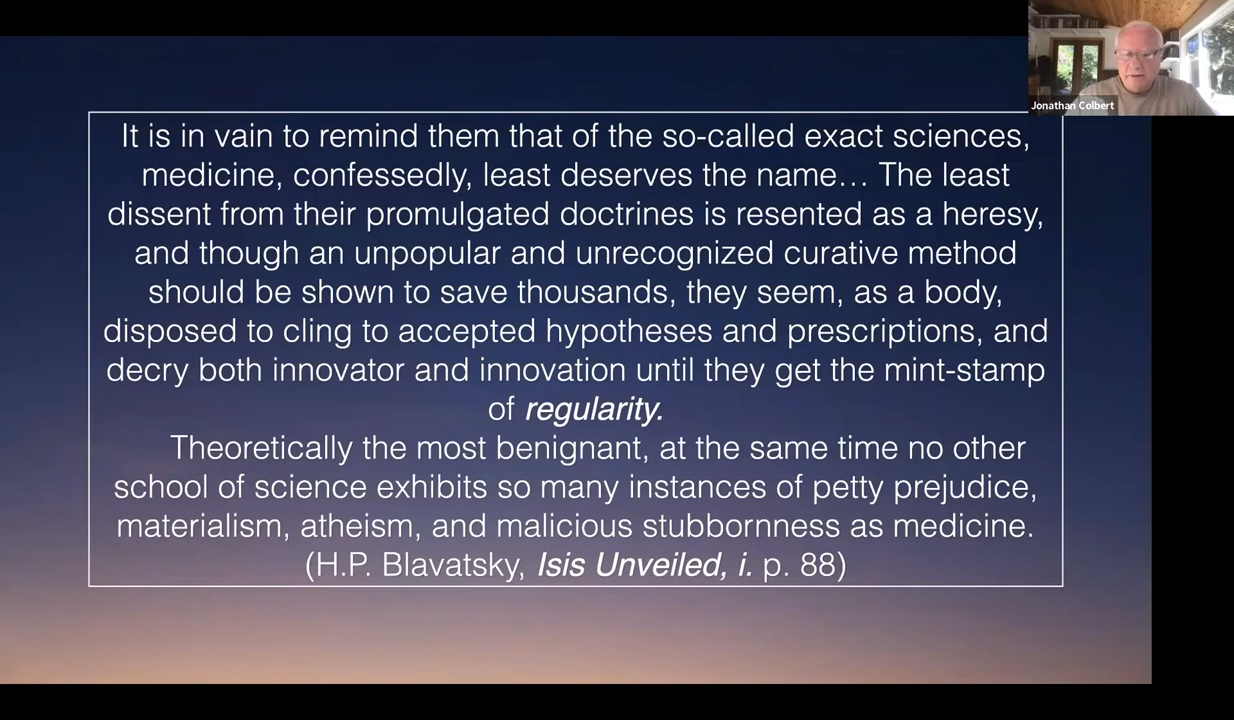 Jonathan Colbert
It is in vain to remind them that of the so-called exact sciences,
medicine, confessedly, least deserves the name… The least
dissent from their promulgated doctrines is resented as a heresy,
and though an unpopular and unrecognized curative method
should be shown to save thousands, they seem, as a body,
disposed to cling to accepted hypotheses and prescriptions, and
decry both innovator and innovation until they get the mint-stamp
of regularity.
Theoretically the most benignant, at the same time no other
school of science exhibits so many instances of petty prejudice,
materialism, atheism, and malicious stubbornness as medicine.
(H.P. Blavatsky, Isis Unveiled, i. p. 88)